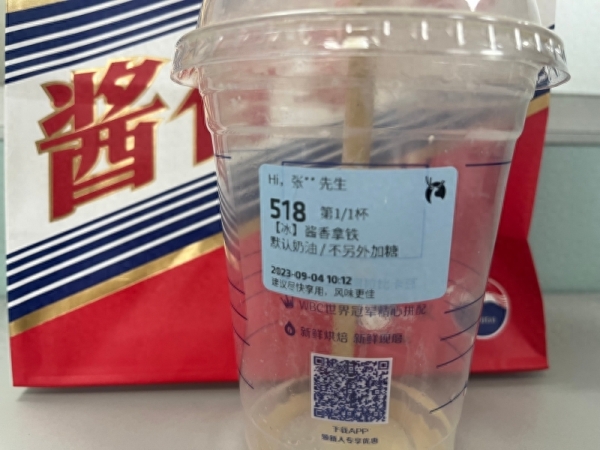 酱
Hi，张** 先生
518 第1/1杯
【冰】酱香拿铁
默认奶油/不另外加糖
2023-09-04 10:12
建议尽快享用，风味更佳
WBC世界冠军精心拼配
新鲜烘焙 新鲜现磨
下载APP